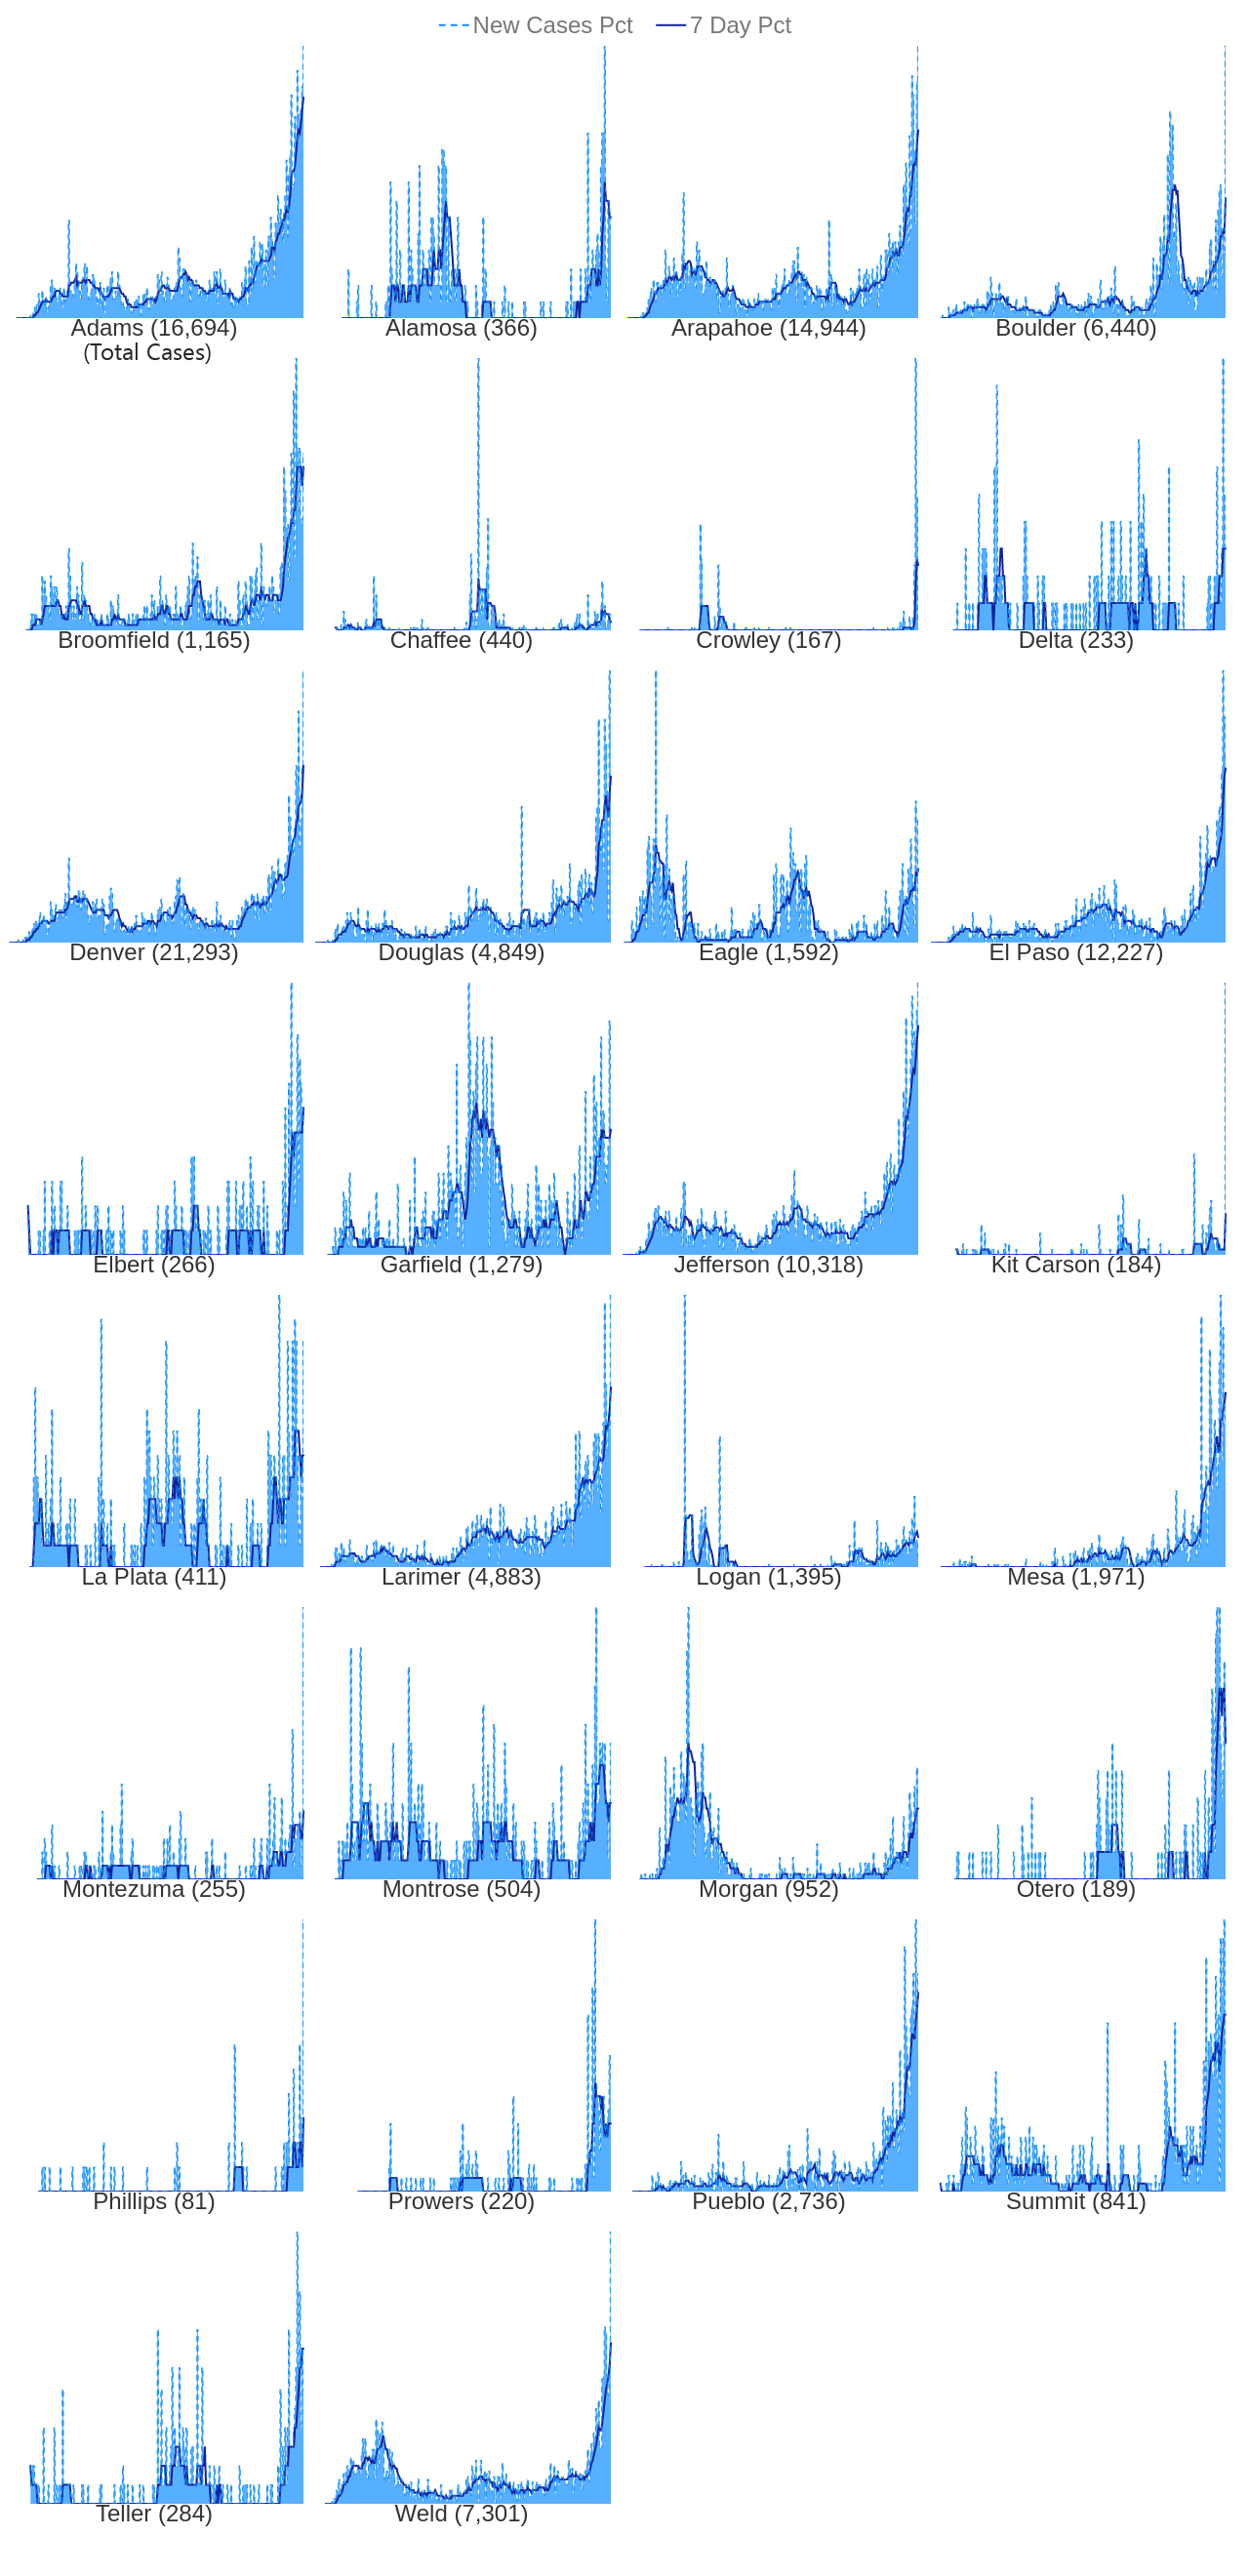 New Cases Pct 7 Day Pct
Adams (16,694) Alamosa (366) Arapahoe (14,944) Boulder (6,440)
(Total Cases)
Broomfield (1,165) Chaffee (440) Crowley (167) Delta (233)
Denver (21,293) Douglas (4,849) Eagle (1,592) El Paso (12,227)
Elbert (266) Garfield (1,279) Jefferson (10,318) Kit Carson (184)
La Plata (411) Larimer (4,883) Logan (1,395) Mesa (1,971)
Montezuma (255) Montrose (504) Morgan (952) Otero (189)
Phillips (81) Prowers (220) Pueblo (2,736) Summit (841)
Teller (284) Weld (7,301)